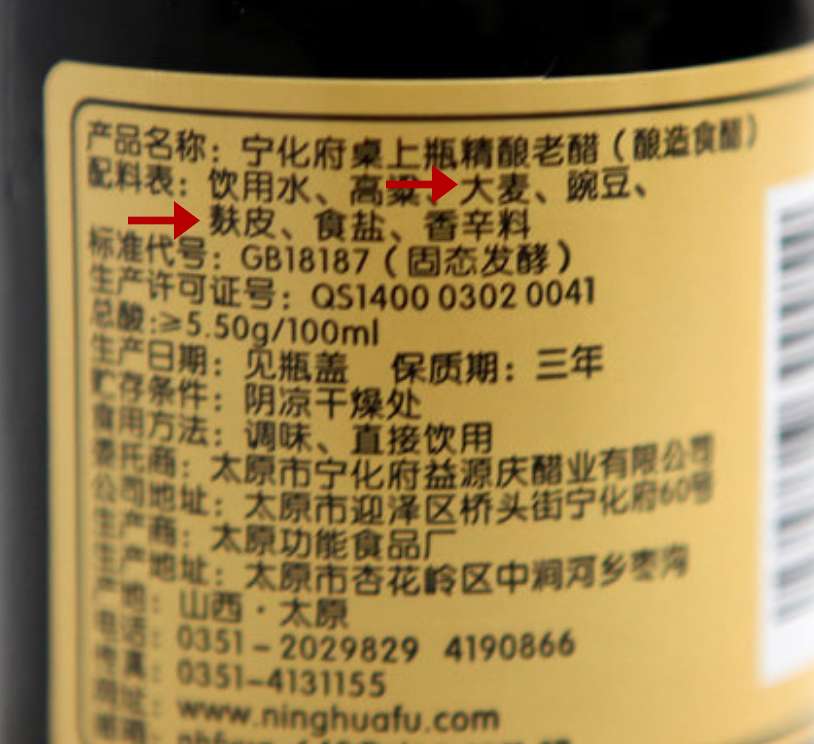 产品名称：宁化府桌上瓶精酿老醋（酿造食醋）
配料表：饮用水、高粱、大麦、豌豆、
麸皮、食盐、香辛料
标准代号：GB18187（固态发酵）
生产许可证号：QS1400 0302 0041
总酸:≥5.50g/100ml
生产日期：见瓶盖 保质期：三年
贮存条件：阴凉干燥处
食用方法：调味、直接饮用
委托商：太原市宁化府益源庆醋业有限公司
公司地址：太原市迎泽区桥头街宁化府60号
生产商：太原功能食品厂
生产地址：太原市杏花岭区中涧河乡枣沟
产地：山西·太原
电话：0351-2029829 4190866
传真：0351-4131155
网址：www.ninghuafu.com
邮箱：